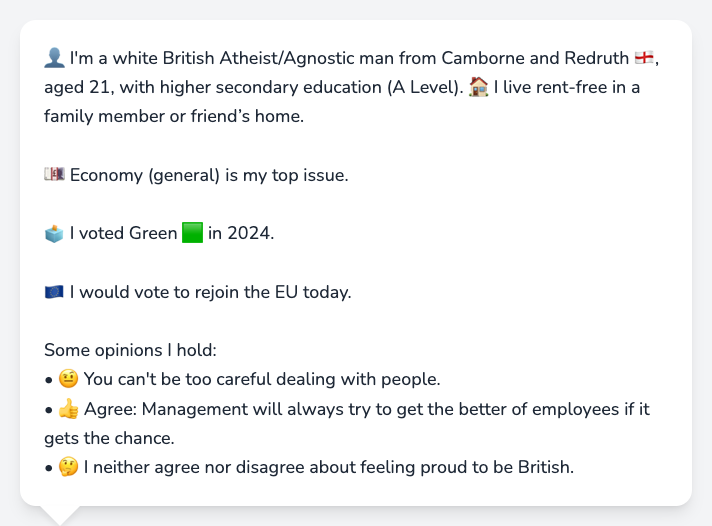 👤 I'm a white British Atheist/Agnostic man from Camborne and Redruth 🏴󠁧󠁢󠁥󠁮󠁧󠁿,
aged 21, with higher secondary education (A Level). 🏠 I live rent-free in a
family member or friend’s home.
💷 Economy (general) is my top issue.
🗳️ I voted Green 🟩 in 2024.
🇪🇺 I would vote to rejoin the EU today.
Some opinions I hold:
• 🤨 You can't be too careful dealing with people.
• 👍 Agree: Management will always try to get the better of employees if it
gets the chance.
• 🤔 I neither agree nor disagree about feeling proud to be British.